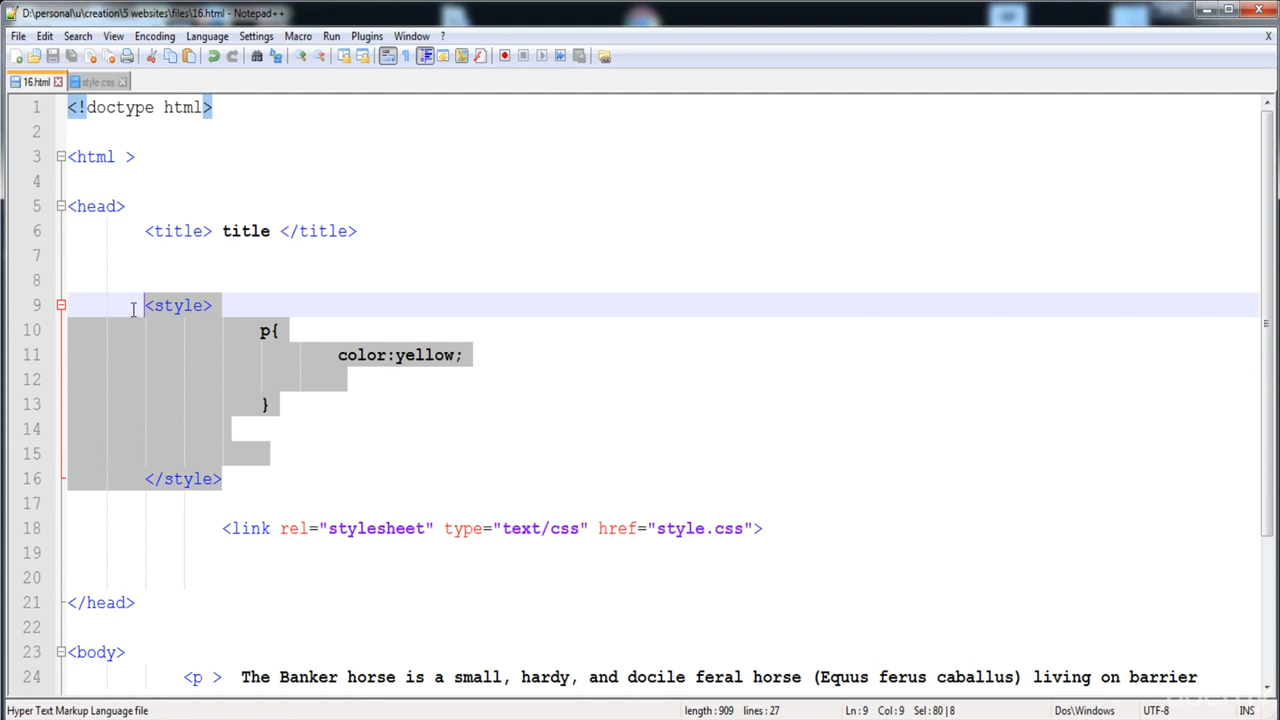 D:\personal\u\creation\5 websites\files\16.html - Notepad++
File Edit Search View Encoding Language Settings Macro Run Plugins Window ? X
16.html style.css
1 <!doctype html>
2
3 <html >
4
5 <head>
6 <title> title </title>
7
8
9 <style>
10 p{
11 color:yellow;
12
13 }
14
15
16 </style>
17
18 <link rel="stylesheet" type="text/css" href="style.css">
19
20
21 </head>
22
23 <body>
24 <p > The Banker horse is a small, hardy, and docile feral horse (Equus ferus caballus) living on barrier
Hyper Text Markup Language file length:909 lines:27 Ln:9 Col:9 Sel:80|8 Dos\Windows UTF-8 INS